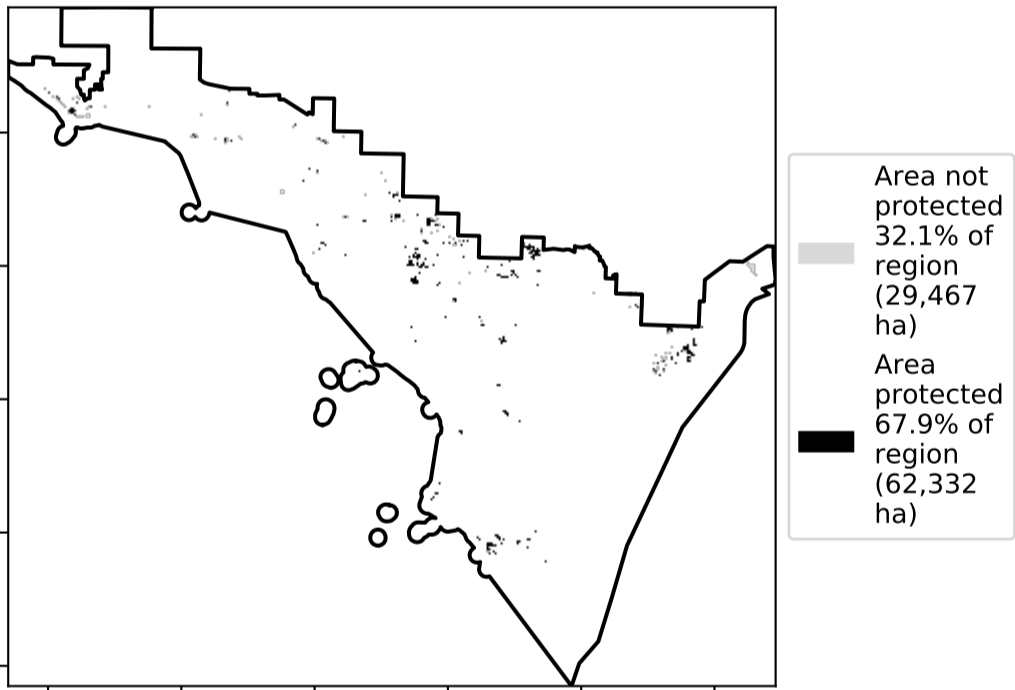 Area not
protected
32.1% of
region
(29,467
ha)
Area
protected
67.9% of
region
(62,332
ha)